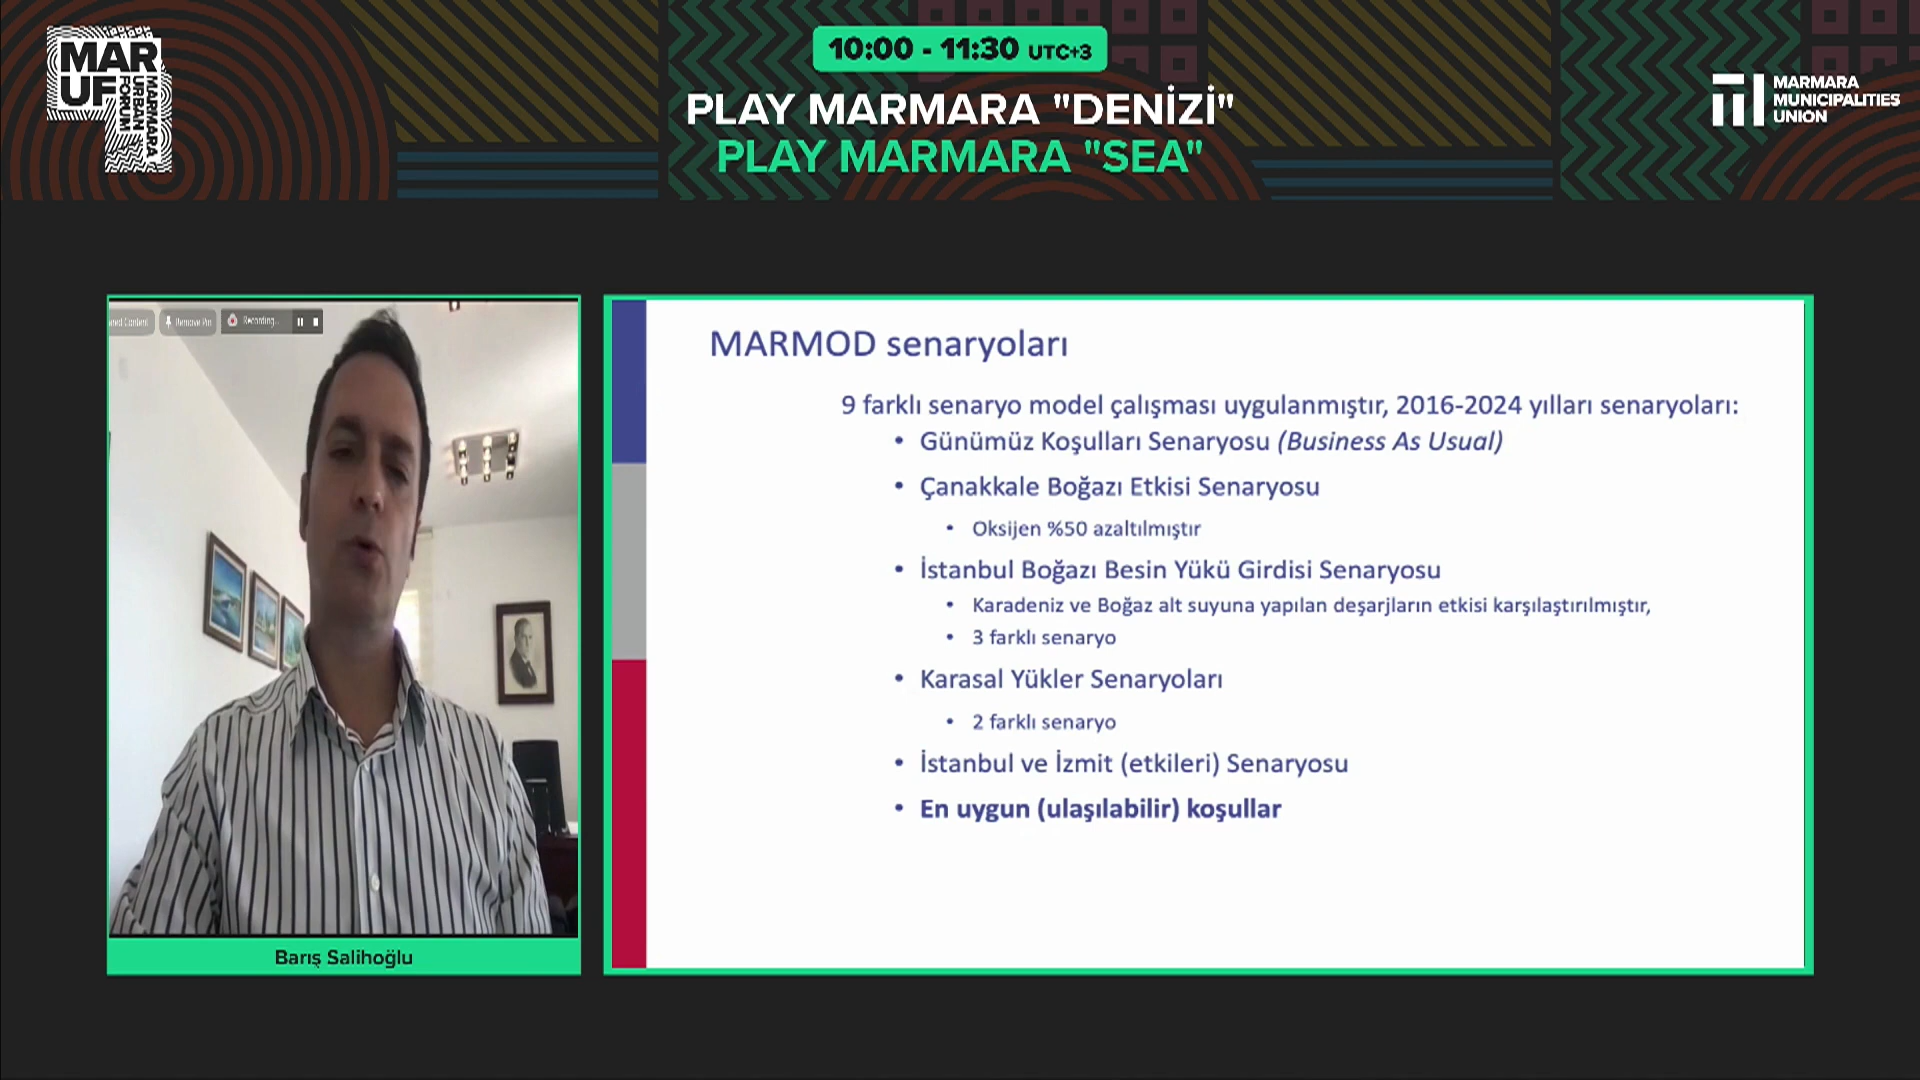 MAR
UF
MARMARA
URBAN
FORUM
10:00 - 11:30 UTC+3
PLAY MARMARA "DENİZİ"
PLAY MARMARA "SEA"
MARMARA
MUNICIPALITIES
UNION
Remove Pin
Recording...
Barış Salihoğlu
MARMOD senaryoları
9 farklı senaryo model çalışması uygulanmıştır, 2016-2024 yılları senaryoları:
• Günümüz Koşulları Senaryosu (Business As Usual)
• Çanakkale Boğazı Etkisi Senaryosu
• Oksijen %50 azaltılmıştır
• İstanbul Boğazı Besin Yükü Girdisi Senaryosu
• Karadeniz ve Boğaz alt suyuna yapılan deşarjların etkisi karşılaştırılmıştır,
• 3 farklı senaryo
• Karasal Yükler Senaryoları
• 2 farklı senaryo
• İstanbul ve İzmit (etkileri) Senaryosu
• En uygun (ulaşılabilir) koşullar